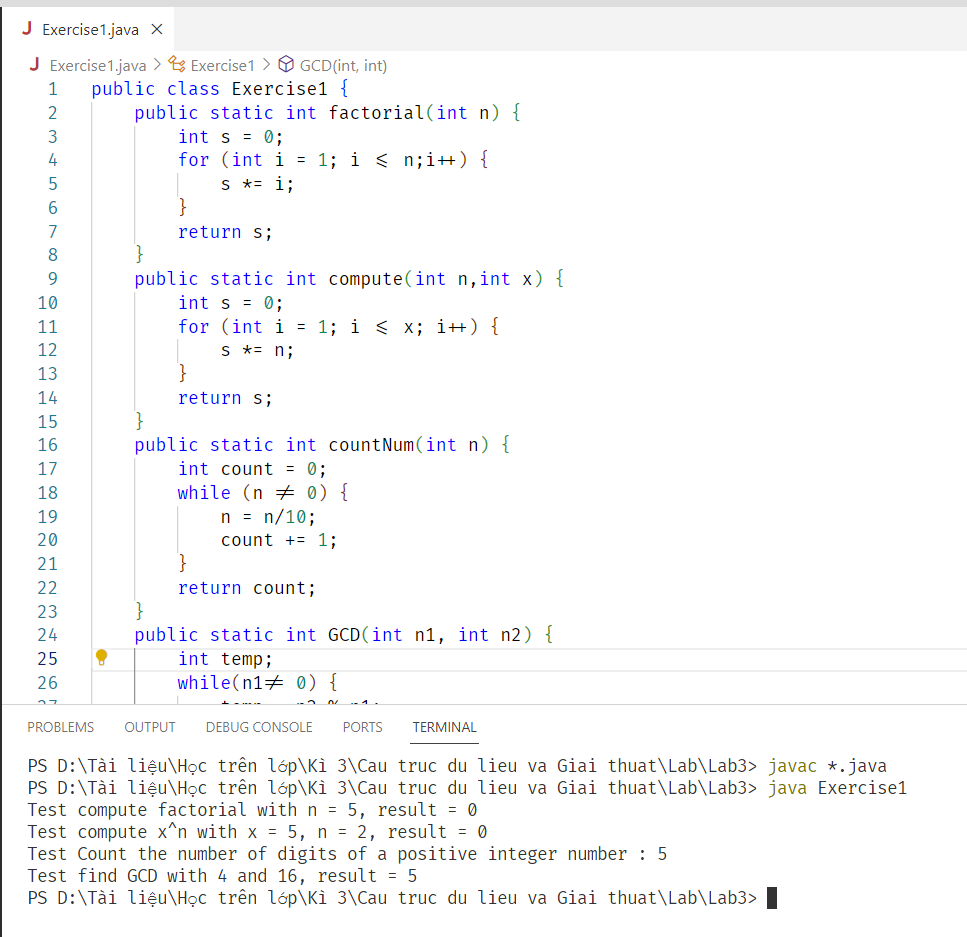 J Exercise1.java ×
J Exercise1.java > Exercise1 > GCD(int, int)
1 public class Exercise1 {
2 public static int factorial(int n) {
3 int s = 0;
4 for (int i = 1; i <= n;i++) {
5 s *= i;
6 }
7 return s;
8 }
9 public static int compute(int n,int x) {
10 int s = 0;
11 for (int i = 1; i <= x; i++) {
12 s *= n;
13 }
14 return s;
15 }
16 public static int countNum(int n) {
17 int count = 0;
18 while (n != 0) {
19 n = n/10;
20 count += 1;
21 }
22 return count;
23 }
24 public static int GCD(int n1, int n2) {
25 int temp;
26 while(n1!= 0) {
PROBLEMS OUTPUT DEBUG CONSOLE PORTS TERMINAL
PS D:\Tài liệu\Học trên lớp\Kì 3\Cau truc du lieu va Giai thuat\Lab\Lab3> javac *.java
PS D:\Tài liệu\Học trên lớp\Kì 3\Cau truc du lieu va Giai thuat\Lab\Lab3> java Exercise1
Test compute factorial with n = 5, result = 0
Test compute x^n with x = 5, n = 2, result = 0
Test Count the number of digits of a positive integer number : 5
Test find GCD with 4 and 16, result = 5
PS D:\Tài liệu\Học trên lớp\Kì 3\Cau truc du lieu va Giai thuat\Lab\Lab3>